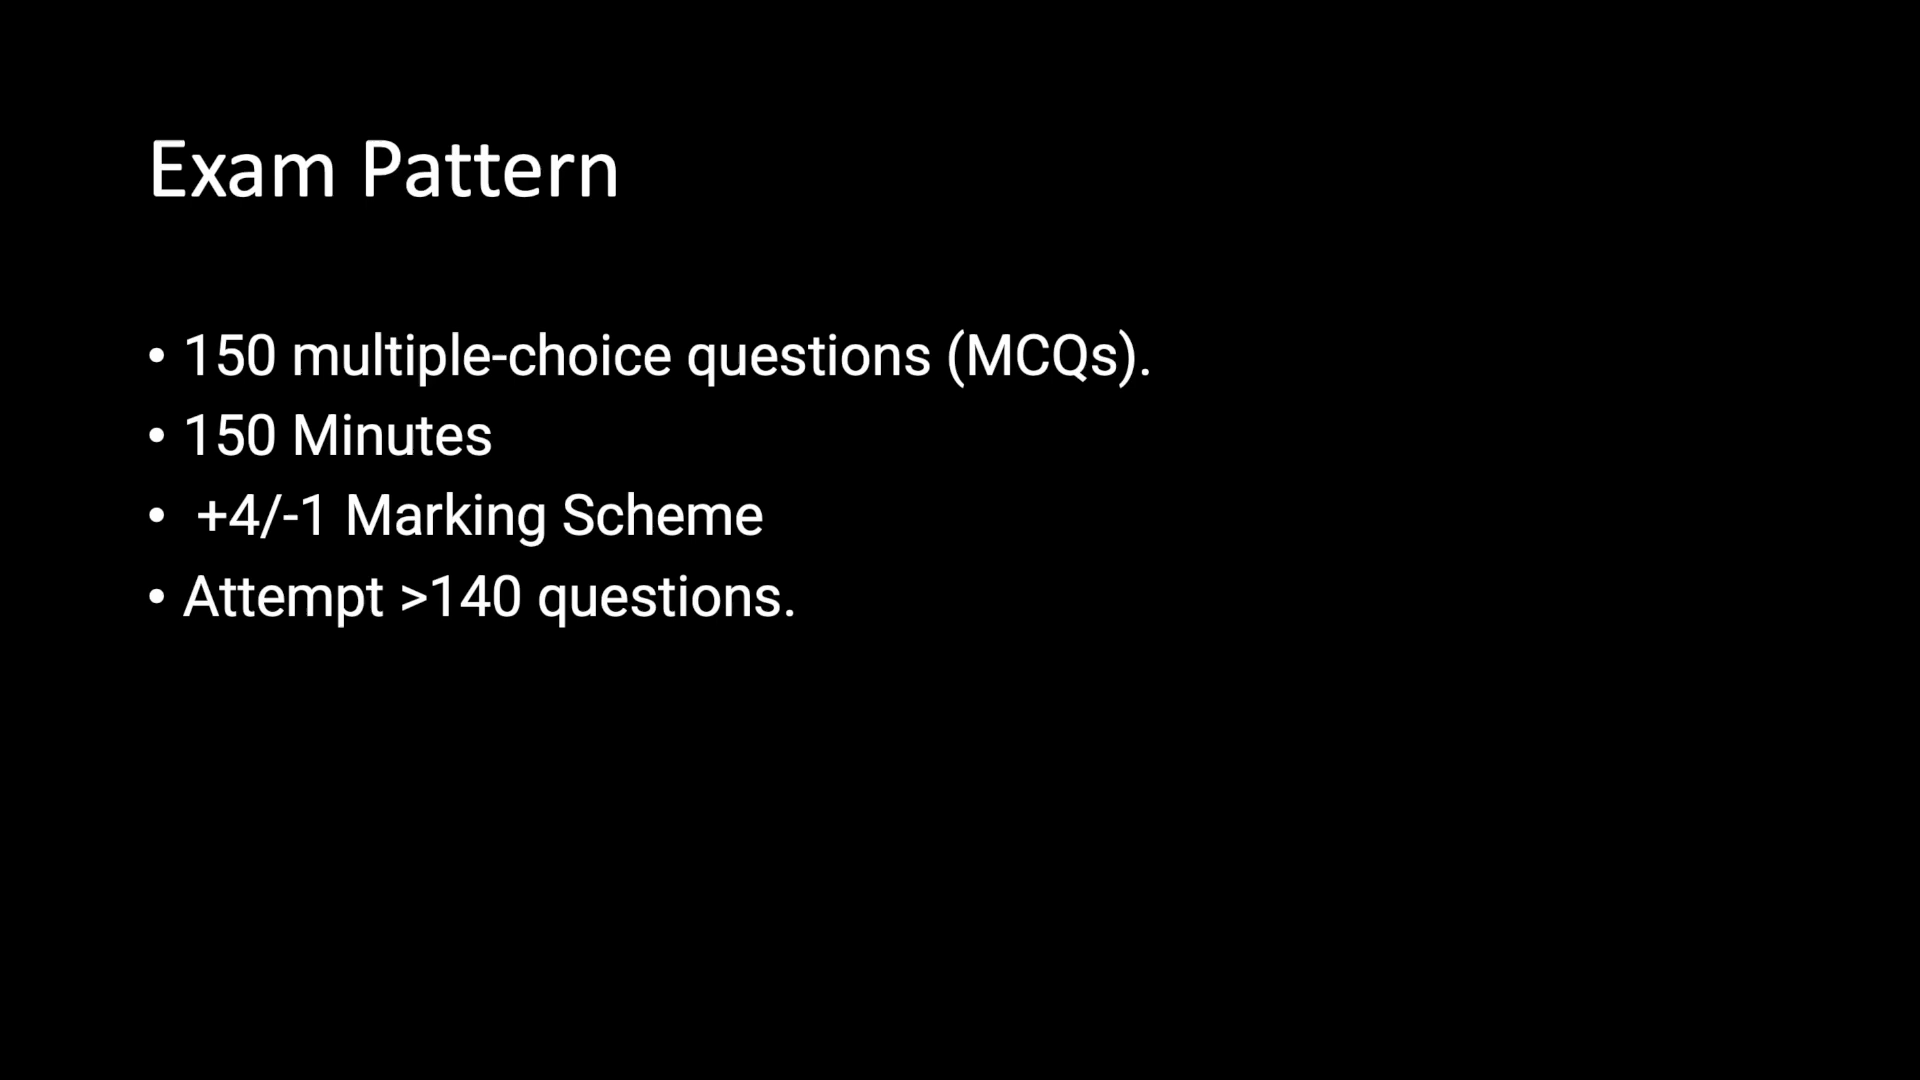 Exam Pattern
• 150 multiple-choice questions (MCQs).
• 150 Minutes
• +4/-1 Marking Scheme
• Attempt >140 questions.